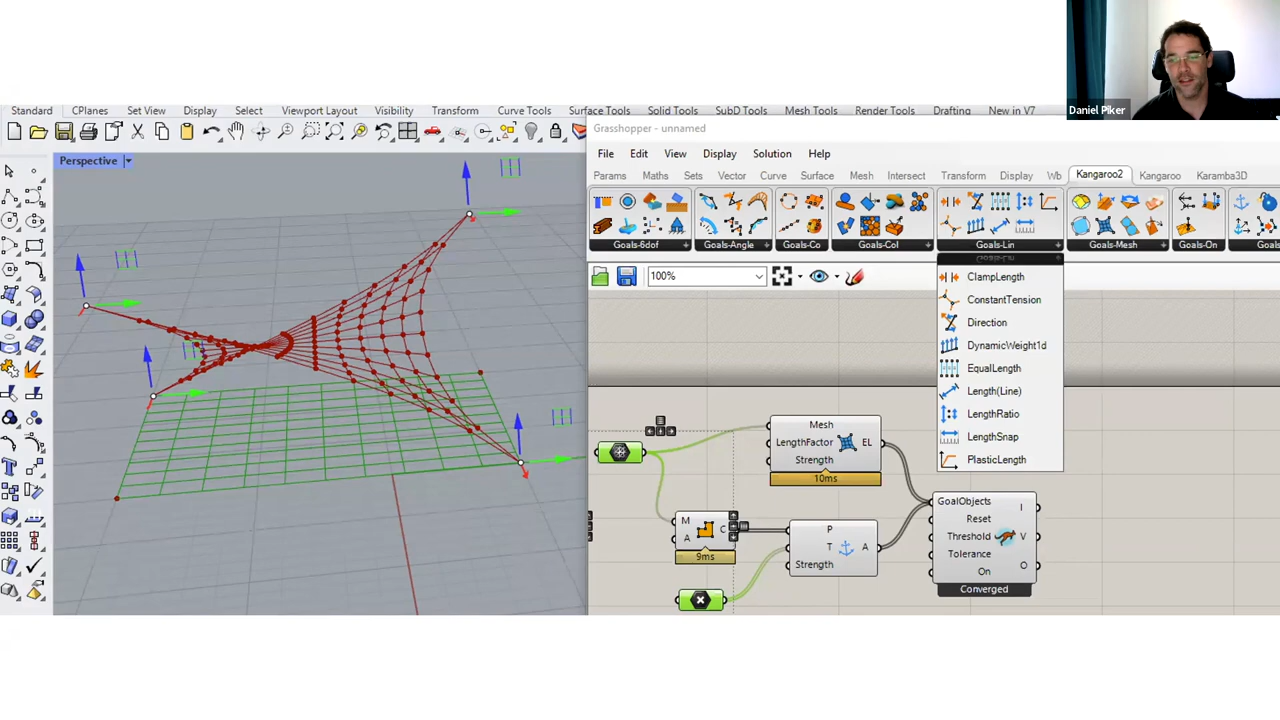 Daniel Piker
Standard CPlanes Set View Display Select Viewport Layout Visibility Transform Curve Tools Surface Tools Solid Tools SubD Tools Mesh Tools Render Tools Drafting New in V7
Perspective
Grasshopper - unnamed
File Edit View Display Solution Help
Params Maths Sets Vector Curve Surface Mesh Intersect Transform Display Wb Kangaroo2 Kangaroo Karamba3D
Goals-6dof Goals-Angle Goals-Co Goals-Col Goals-Lin Goals-Mesh Goals-On Goals
100%
Goals-Lin
ClampLength
ConstantTension
Direction
DynamicWeight1d
EqualLength
Length(Line)
LengthRatio
LengthSnap
PlasticLength
Mesh
LengthFactor EL
Strength
10ms
M
C
A
9ms
P
T A
Strength
GoalObjects
I
Reset
Threshold V
Tolerance
O
On
Converged